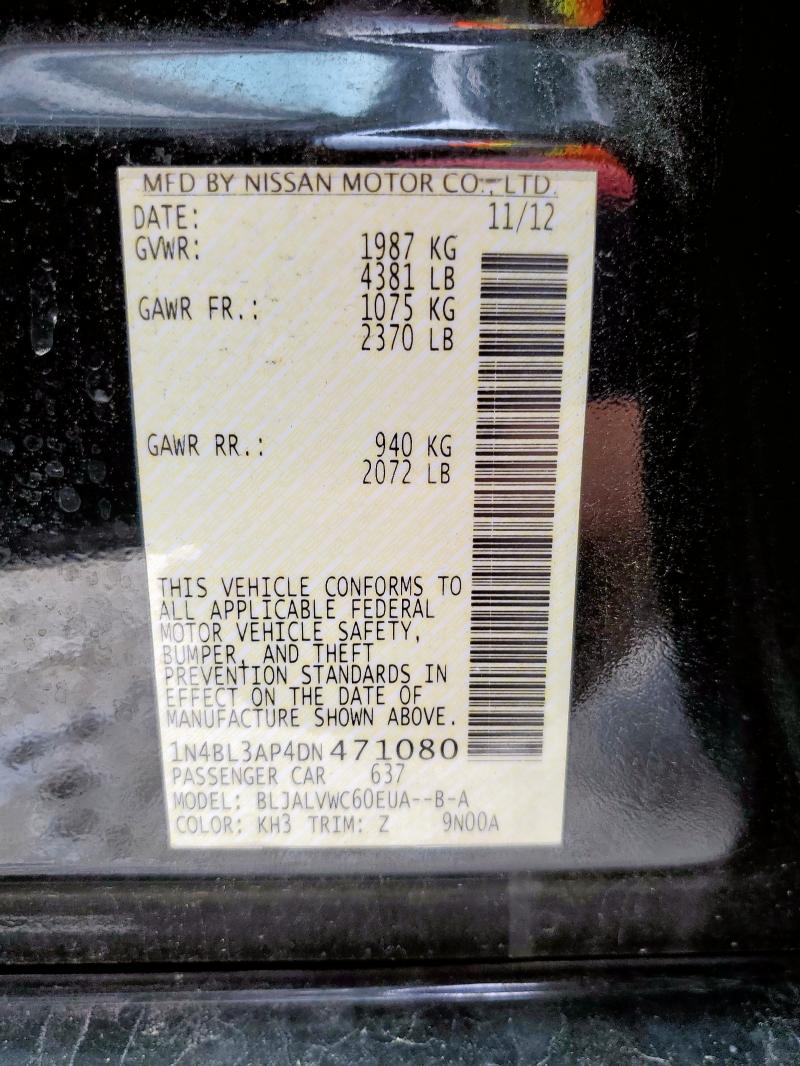 MFD BY NISSAN MOTOR CO., LTD.
DATE: 11/12
GVWR: 1987 KG
4381 LB
GAWR FR.: 1075 KG
2370 LB
GAWR RR.: 940 KG
2072 LB
THIS VEHICLE CONFORMS TO
ALL APPLICABLE FEDERAL
MOTOR VEHICLE SAFETY,
BUMPER, AND THEFT
PREVENTION STANDARDS IN
EFFECT ON THE DATE OF
MANUFACTURE SHOWN ABOVE.
1N4BL3AP4DN471080
PASSENGER CAR 637
MODEL: BLJALVWC60EUA--B-A
COLOR: KH3 TRIM: Z 9N00A